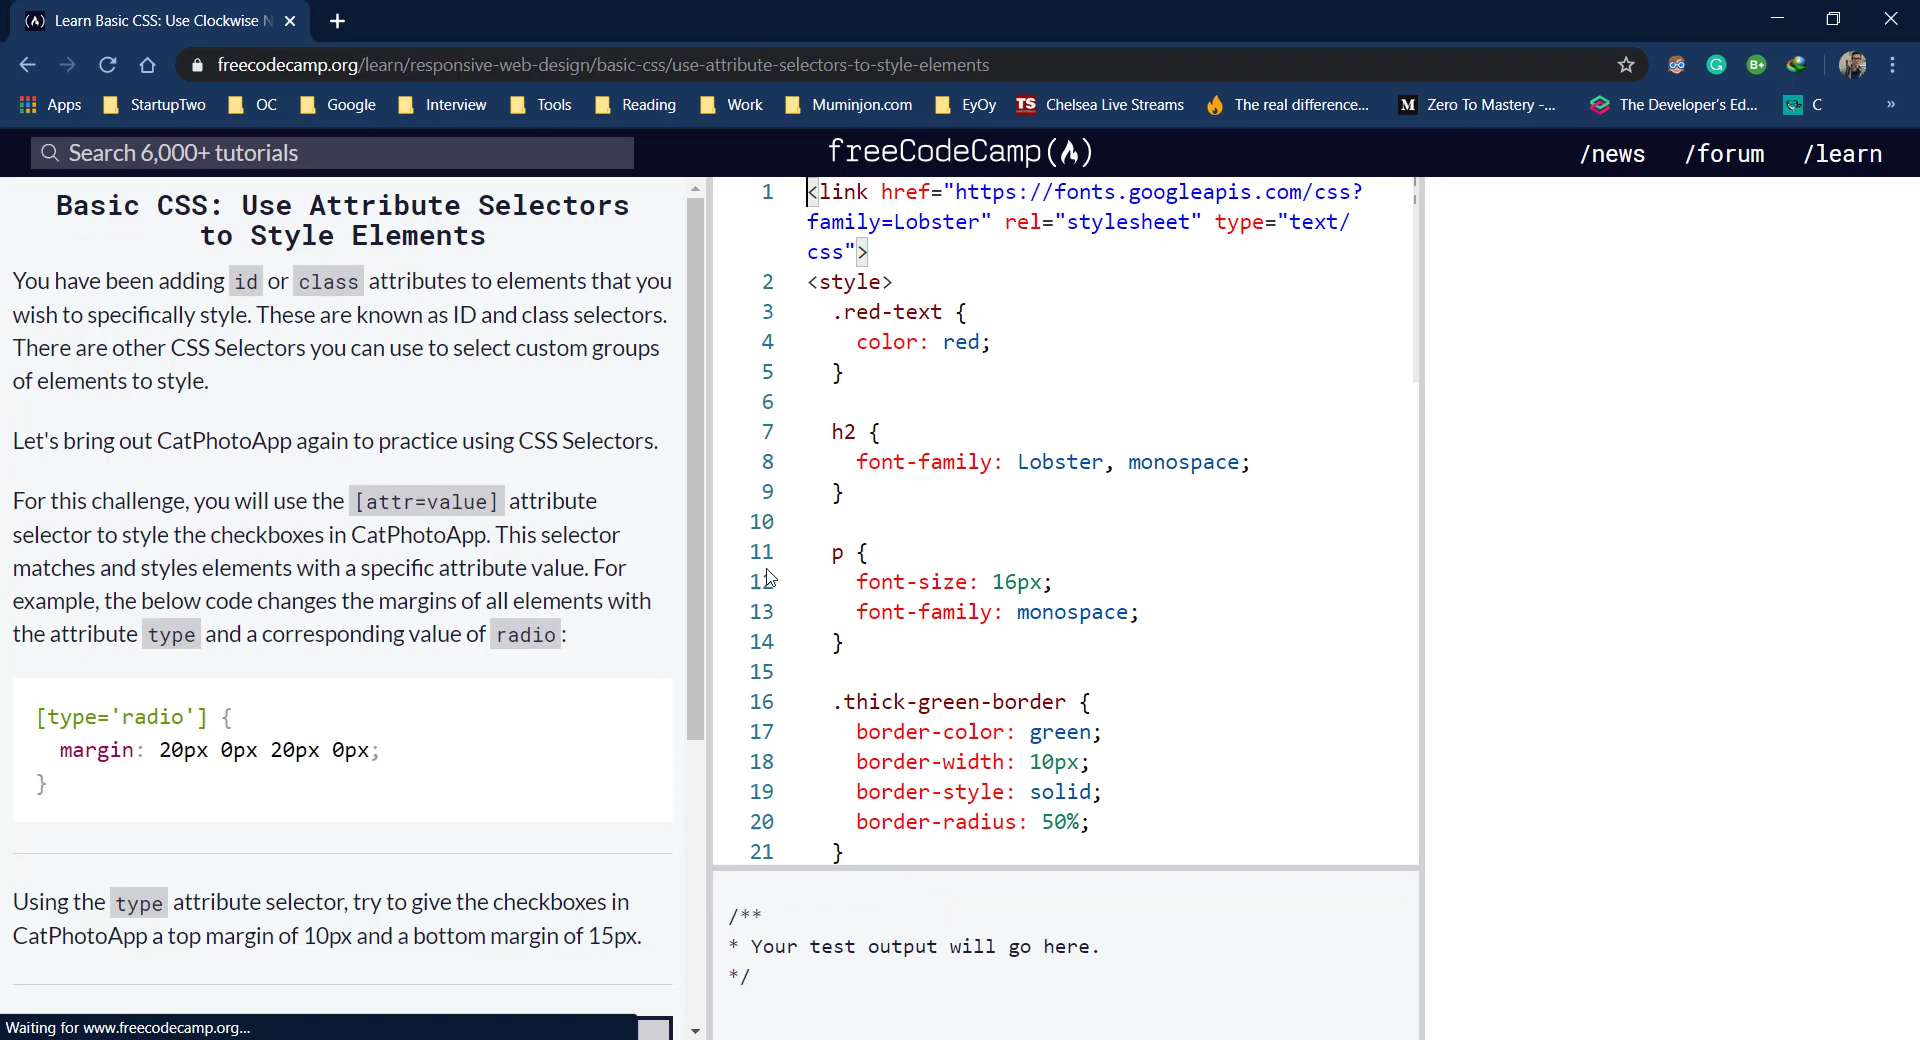 Learn Basic CSS: Use Clockwise N
freecodecamp.org/learn/responsive-web-design/basic-css/use-attribute-selectors-to-style-elements
Apps StartupTwo OC Google Interview Tools Reading Work Muminjon.com EyOy TS Chelsea Live Streams The real difference... M Zero To Mastery -... The Developer's Ed... C »
Search 6,000+ tutorials
freeCodeCamp(🔥)
/news /forum /learn
Basic CSS: Use Attribute Selectors
to Style Elements
You have been adding id or class attributes to elements that you
wish to specifically style. These are known as ID and class selectors.
There are other CSS Selectors you can use to select custom groups
of elements to style.
Let's bring out CatPhotoApp again to practice using CSS Selectors.
For this challenge, you will use the [attr=value] attribute
selector to style the checkboxes in CatPhotoApp. This selector
matches and styles elements with a specific attribute value. For
example, the below code changes the margins of all elements with
the attribute type and a corresponding value of radio:
[type='radio'] {
margin: 20px 0px 20px 0px;
}
Using the type attribute selector, try to give the checkboxes in
CatPhotoApp a top margin of 10px and a bottom margin of 15px.
Waiting for www.freecodecamp.org...
1 <link href="https://fonts.googleapis.com/css?
family=Lobster" rel="stylesheet" type="text/
css">
2 <style>
3 .red-text {
4 color: red;
5 }
6
7 h2 {
8 font-family: Lobster, monospace;
9 }
10
11 p {
12 font-size: 16px;
13 font-family: monospace;
14 }
15
16 .thick-green-border {
17 border-color: green;
18 border-width: 10px;
19 border-style: solid;
20 border-radius: 50%;
21 }
/**
* Your test output will go here.
*/